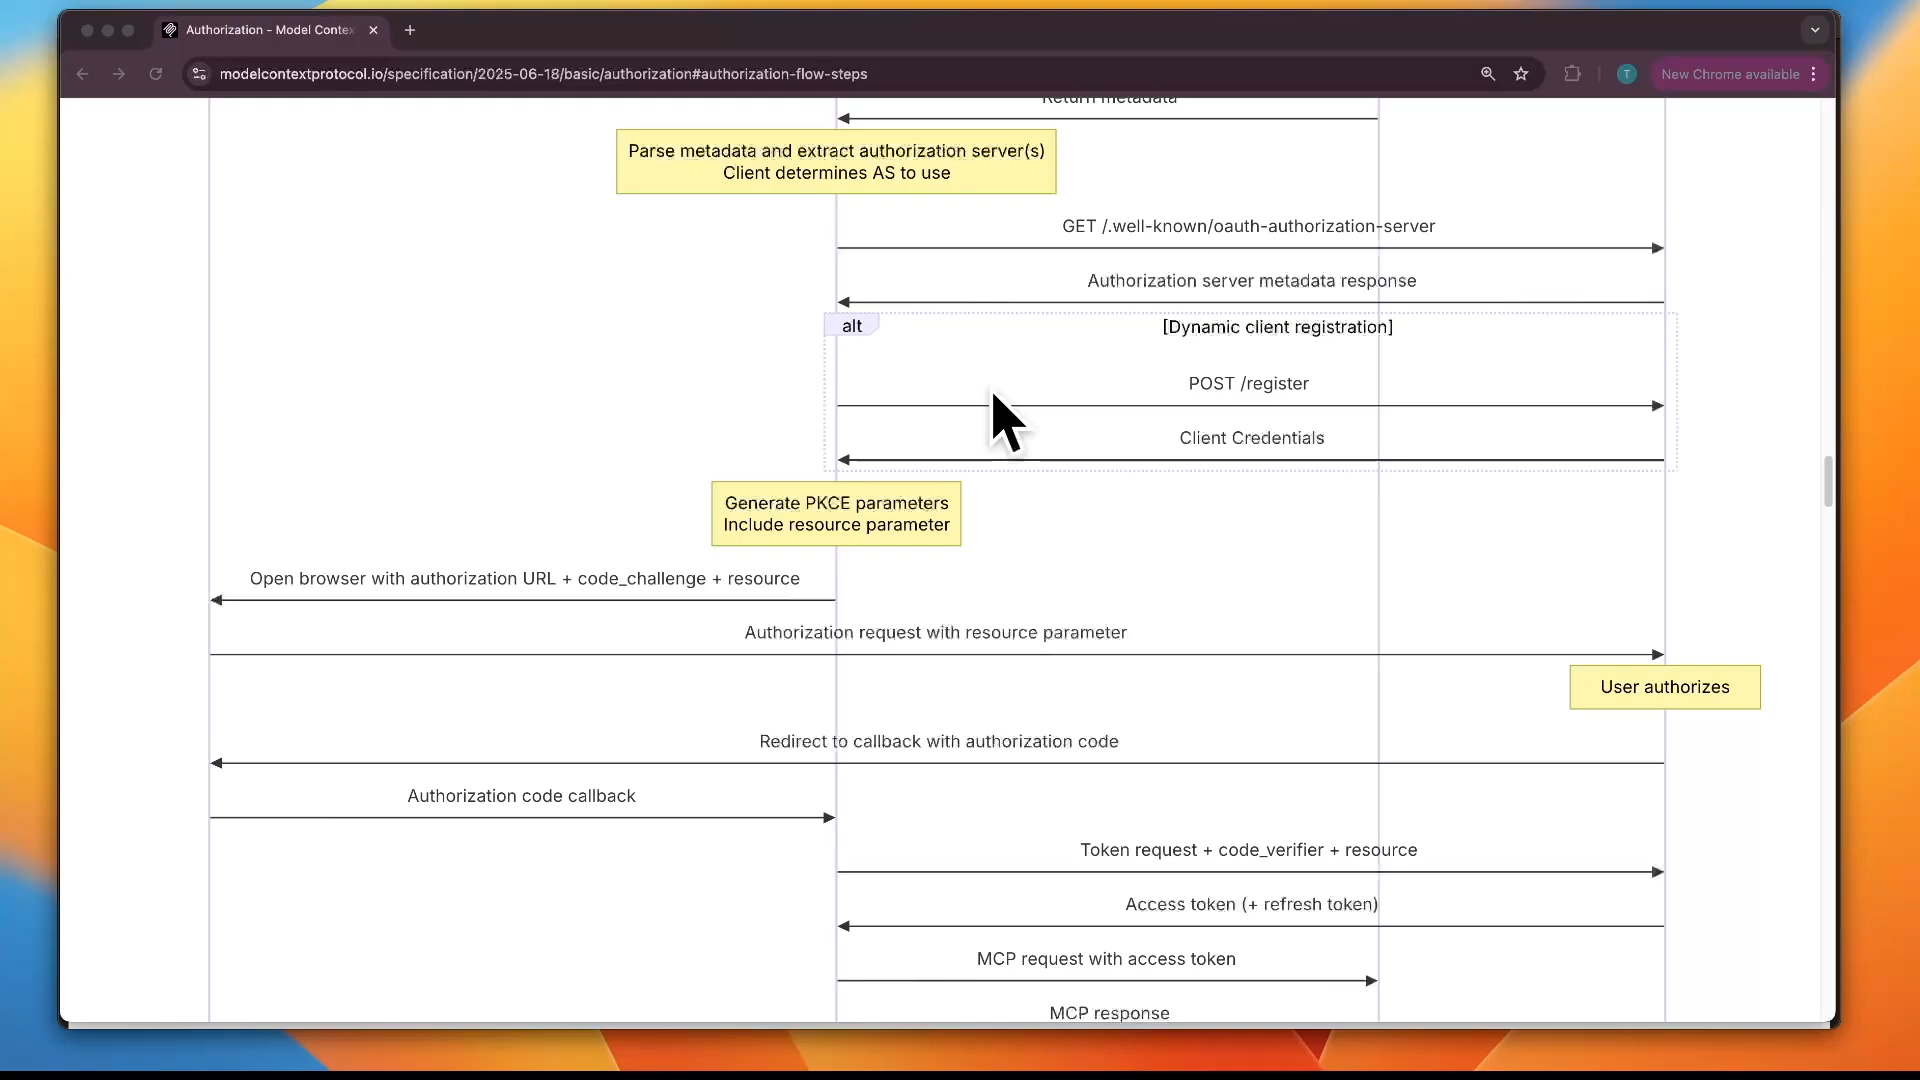 Authorization - Model Contex
modelcontextprotocol.io/specification/2025-06-18/basic/authorization#authorization-flow-steps
T
New Chrome available
Return metadata
Parse metadata and extract authorization server(s)
Client determines AS to use
GET /.well-known/oauth-authorization-server
Authorization server metadata response
alt
[Dynamic client registration]
POST /register
Client Credentials
Generate PKCE parameters
Include resource parameter
Open browser with authorization URL + code_challenge + resource
Authorization request with resource parameter
User authorizes
Redirect to callback with authorization code
Authorization code callback
Token request + code_verifier + resource
Access token (+ refresh token)
MCP request with access token
MCP response